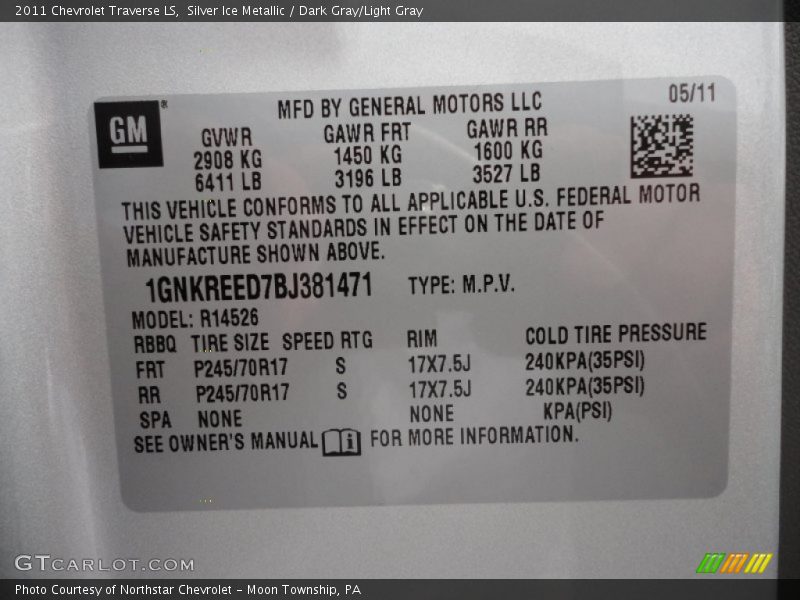 2011 Chevrolet Traverse LS,  Silver Ice Metallic / Dark Gray/Light Gray
GM®
MFD BY GENERAL MOTORS LLC
05/11
GVWR GAWR FRT GAWR RR
2908 KG 1450 KG 1600 KG
6411 LB 3196 LB 3527 LB
THIS VEHICLE CONFORMS TO ALL APPLICABLE U.S. FEDERAL MOTOR
VEHICLE SAFETY STANDARDS IN EFFECT ON THE DATE OF
MANUFACTURE SHOWN ABOVE.
1GNKREED7BJ381471 TYPE: M.P.V.
MODEL: R14526
RBBQ TIRE SIZE SPEED RTG RIM COLD TIRE PRESSURE
FRT P245/70R17 S 17X7.5J 240KPA(35PSI)
RR P245/70R17 S 17X7.5J 240KPA(35PSI)
SPA NONE NONE KPA(PSI)
SEE OWNER'S MANUAL FOR MORE INFORMATION.
GTCARLOT.COM
Photo Courtesy of Northstar Chevrolet - Moon Township, PA